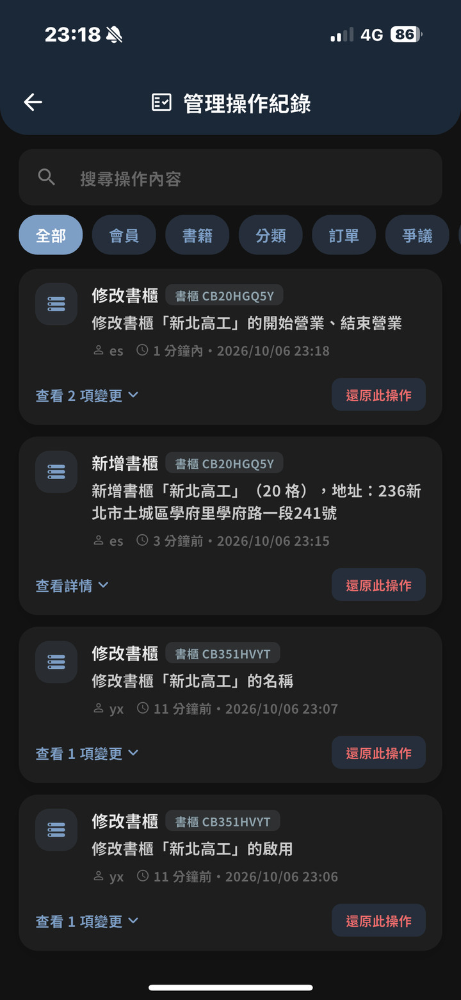 23:18
4G
86
管理操作紀錄
搜尋操作內容
全部 會員 書籍 分類 訂單 爭議
修改書櫃 書櫃 CB20HGQ5Y
修改書櫃「新北高工」的開始營業、結束營業
es 1 分鐘內・2026/10/06 23:18
查看 2 項變更 還原此操作
新增書櫃 書櫃 CB20HGQ5Y
新增書櫃「新北高工」（20 格），地址：236新
北市土城區學府里學府路一段241號
es 3 分鐘前・2026/10/06 23:15
查看詳情 還原此操作
修改書櫃 書櫃 CB351HVYT
修改書櫃「新北高工」的名稱
yx 11 分鐘前・2026/10/06 23:07
查看 1 項變更 還原此操作
修改書櫃 書櫃 CB351HVYT
修改書櫃「新北高工」的啟用
yx 11 分鐘前・2026/10/06 23:06
查看 1 項變更 還原此操作